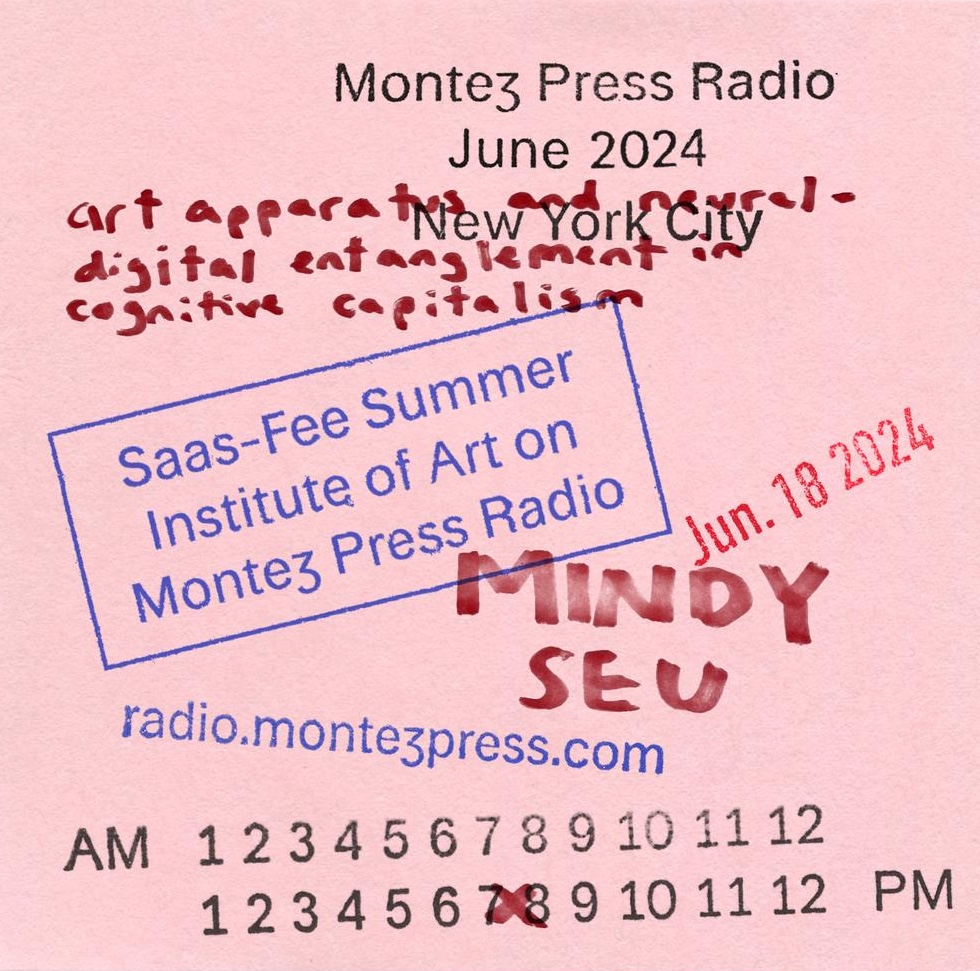 Monteʒ Press Radio
June 2024
New York City
art apparatus and neural-
digital entanglement in
cognitive capitalism
Saas-Fee Summer
Institute of Art on
Monteʒ Press Radio
Jun. 18 2024
MINDY
SEU
radio.monteʒpress.com
AM 1 2 3 4 5 6 7 8 9 10 11 12
1 2 3 4 5 6 7 8 9 10 11 12 PM